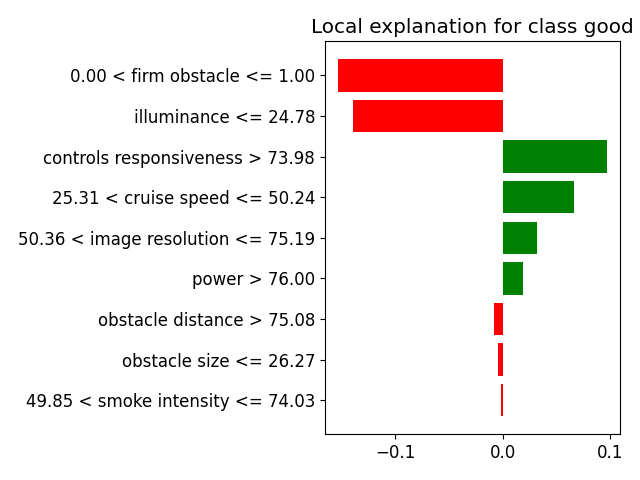 Local explanation for class good
0.00 < firm obstacle <= 1.00
illuminance <= 24.78
controls responsiveness > 73.98
25.31 < cruise speed <= 50.24
50.36 < image resolution <= 75.19
power > 76.00
obstacle distance > 75.08
obstacle size <= 26.27
49.85 < smoke intensity <= 74.03
−0.1 0.0 0.1